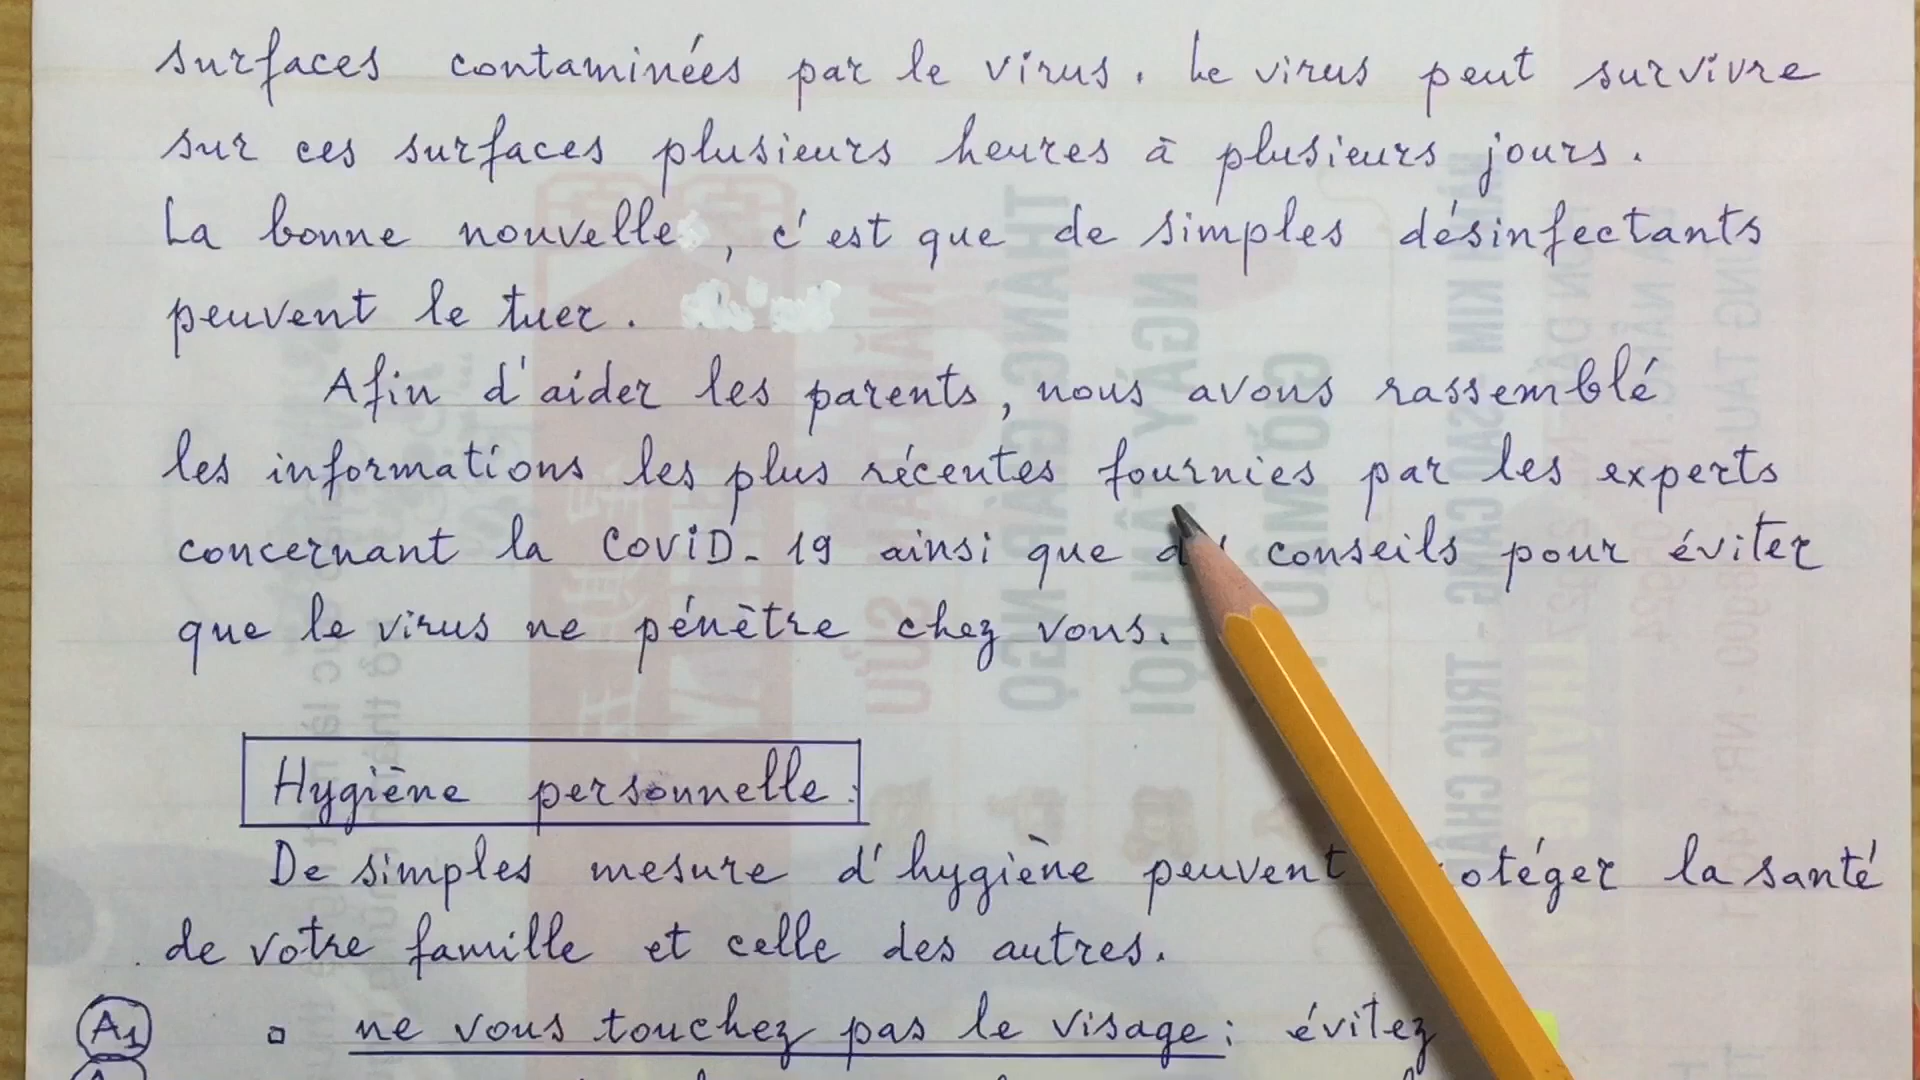 surfaces contaminées par le virus. Le virus peut survivre
sur ces surfaces plusieurs heures à plusieurs jours.
La bonne nouvelle, c'est que de simples désinfectants
peuvent le tuer.
Afin d'aider les parents, nous avons rassemblé
les informations les plus récentes fournies par les experts
concernant la COVID-19 ainsi que conseils pour éviter
que le virus ne pénètre chez vous.
Hygiène personnelle:
De simples mesure d'hygiène peuvent la santé
de votre famille et celle des autres.
A1 ne vous touchez pas le visage: évitez